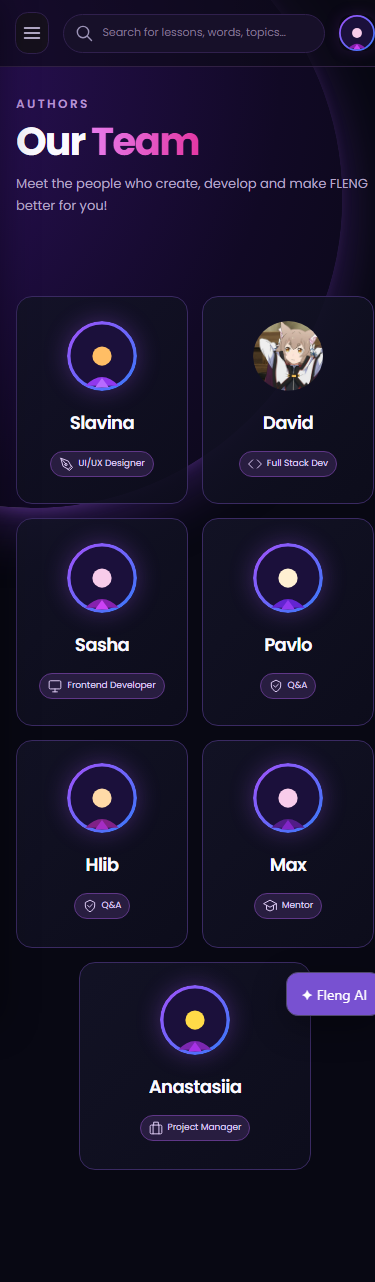 Search for lessons, words, topics...
AUTHORS
Our Team
Meet the people who create, develop and make FLENG
better for you!
Slavina
UI/UX Designer
David
Full Stack Dev
Sasha
Frontend Developer
Pavlo
Q&A
Hlib
Q&A
Max
Mentor
✦ Fleng AI
Anastasiia
Project Manager